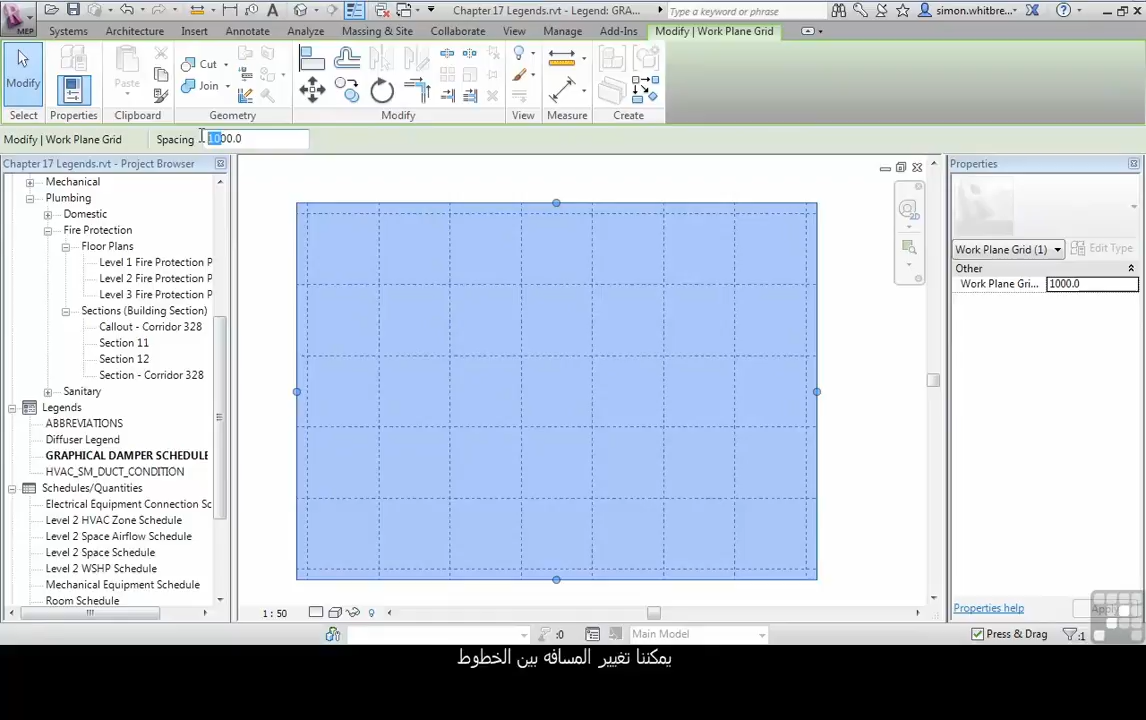 Chapter 17 Legends.rvt - Legend: GRA...
Type a keyword or phrase
simon.whitbre...
MEP
Systems
Architecture
Insert
Annotate
Analyze
Massing & Site
Collaborate
View
Manage
Add-Ins
Modify | Work Plane Grid
Modify
Paste
Cut
Join
Select
Properties
Clipboard
Geometry
Modify
View
Measure
Create
Modify | Work Plane Grid
Spacing
1000.0
Chapter 17 Legends.rvt - Project Browser
Mechanical
Plumbing
Domestic
Fire Protection
Floor Plans
Level 1 Fire Protection P
Level 2 Fire Protection P
Level 3 Fire Protection P
Sections (Building Section)
Callout - Corridor 328
Section 11
Section 12
Section - Corridor 328
Sanitary
Legends
ABBREVIATIONS
Diffuser Legend
GRAPHICAL DAMPER SCHEDULE
HVAC_SM_DUCT_CONDITION
Schedules/Quantities
Electrical Equipment Connection Sc
Level 2 HVAC Zone Schedule
Level 2 Space Airflow Schedule
Level 2 Space Schedule
Level 2 WSHP Schedule
Mechanical Equipment Schedule
Room Schedule
2D
Properties
Work Plane Grid (1)
Edit Type
Other
Work Plane Gri...
1000.0
Properties help
Apply
1 : 50
:0
Main Model
Press & Drag
:1
يمكننا تغيير المسافه بين الخطوط